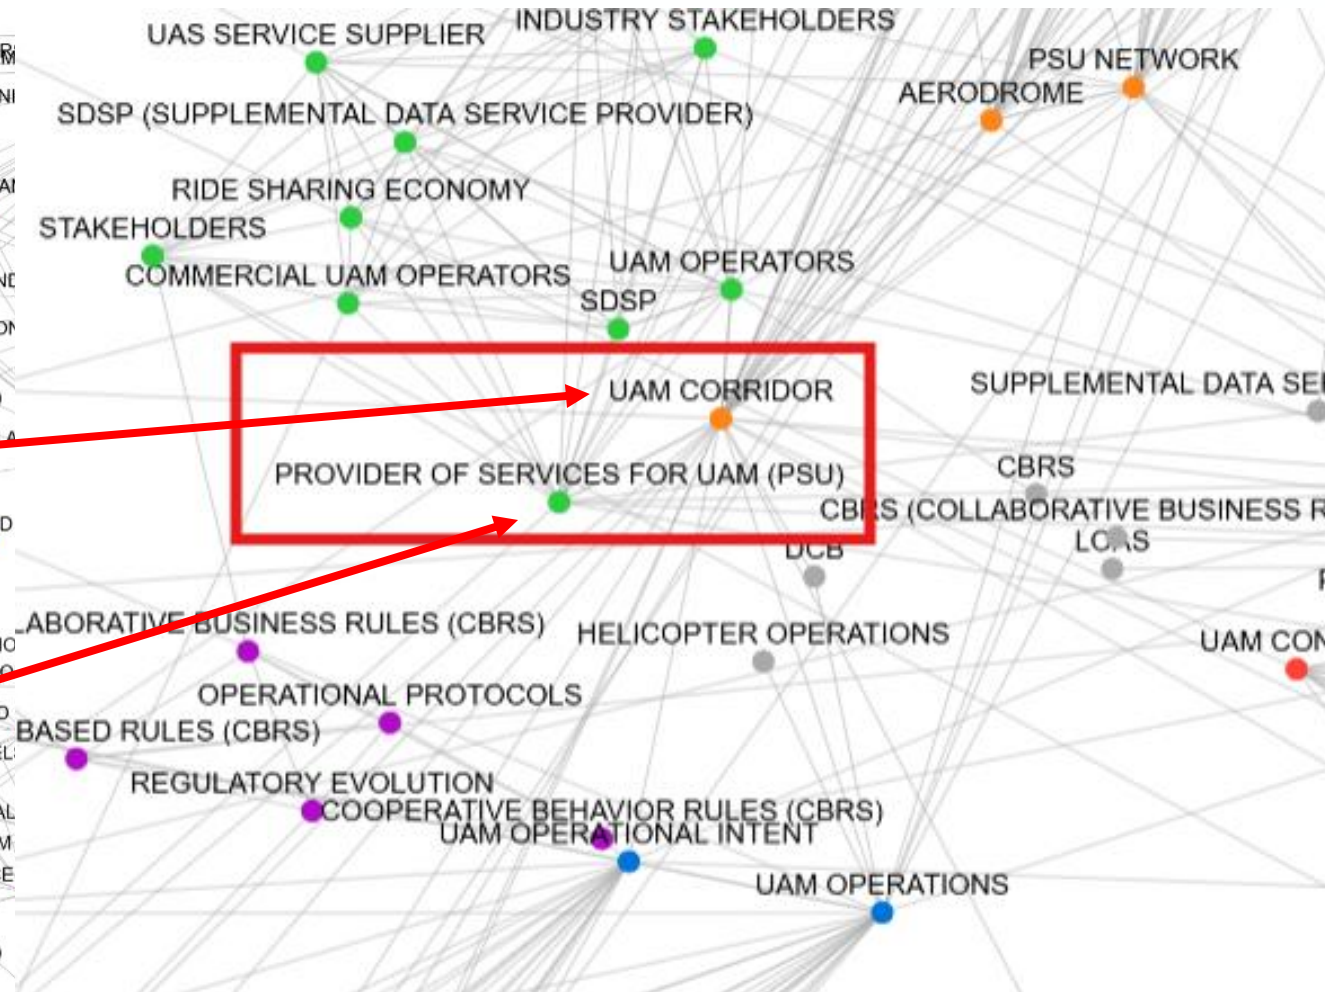 INDUSTRY STAKEHOLDERS
UAS SERVICE SUPPLIER
PSU NETWORK
AERODROME
SDSP (SUPPLEMENTAL DATA SERVICE PROVIDER)
RIDE SHARING ECONOMY
STAKEHOLDERS
UAM OPERATORS
COMMERCIAL UAM OPERATORS
SDSP
SUPPLEMENTAL DATA
UAM CORRIDOR
CBRS
PROVIDER OF SERVICES FOR UAM (PSU)
CBRS (COLLABORATIVE BUSINESS
DCB
BUSINESS RULES (CBRS)
HELICOPTER OPERATIONS
UAM
OPERATIONAL PROTOCOLS
BASED RULES (CBRS)
REGULATORY EVOLUTION
COOPERATIVE BEHAVIOR RULES (CBRS)
UAM OPERATIONAL INTENT
UAM OPERATIONS